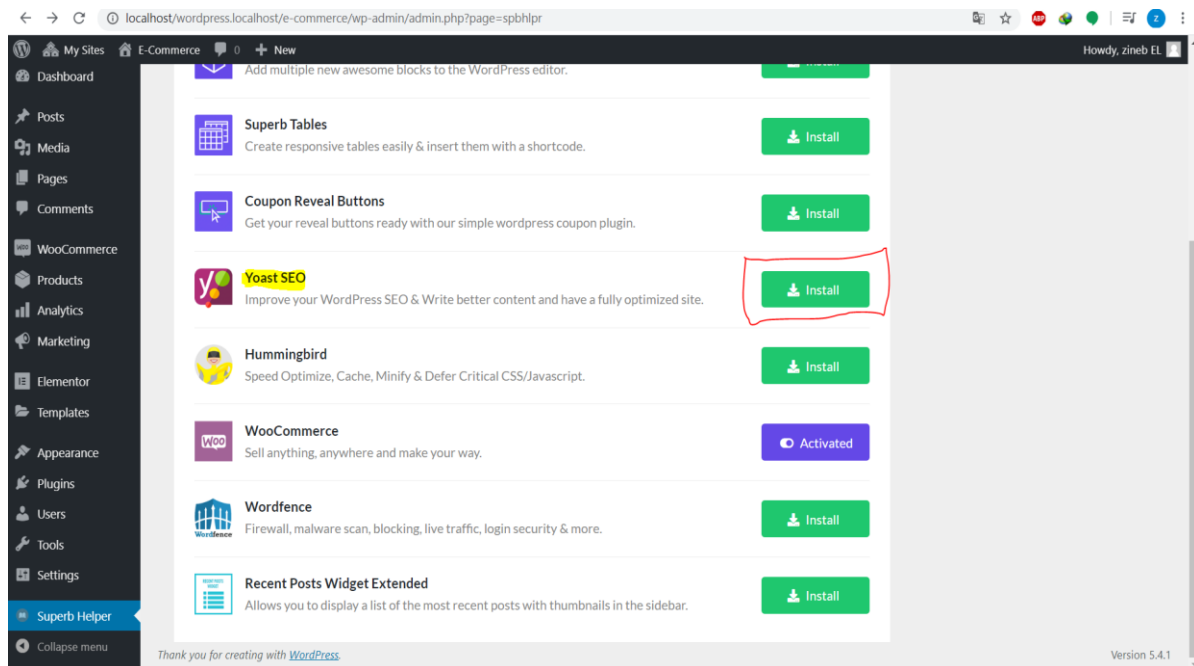 localhost/wordpress.localhost/e-commerce/wp-admin/admin.php?page=spbhlpr
ABP
z
My Sites
E-Commerce
0
New
Howdy, zineb EL
Dashboard
Posts
Media
Pages
Comments
WooCommerce
Products
Analytics
Marketing
Elementor
Templates
Appearance
Plugins
Users
Tools
Settings
Superb Helper
Collapse menu
Add multiple new awesome blocks to the WordPress editor.
Superb Tables
Create responsive tables easily & insert them with a shortcode.
Install
Coupon Reveal Buttons
Get your reveal buttons ready with our simple wordpress coupon plugin.
Install
Yoast SEO
Improve your WordPress SEO & Write better content and have a fully optimized site.
Install
Hummingbird
Speed Optimize, Cache, Minify & Defer Critical CSS/Javascript.
Install
Woo
WooCommerce
Sell anything, anywhere and make your way.
Activated
Wordfence
Wordfence
Firewall, malware scan, blocking, live traffic, login security & more.
Install
Recent Posts Widget Extended
Allows you to display a list of the most recent posts with thumbnails in the sidebar.
Install
Thank you for creating with WordPress.
Version 5.4.1